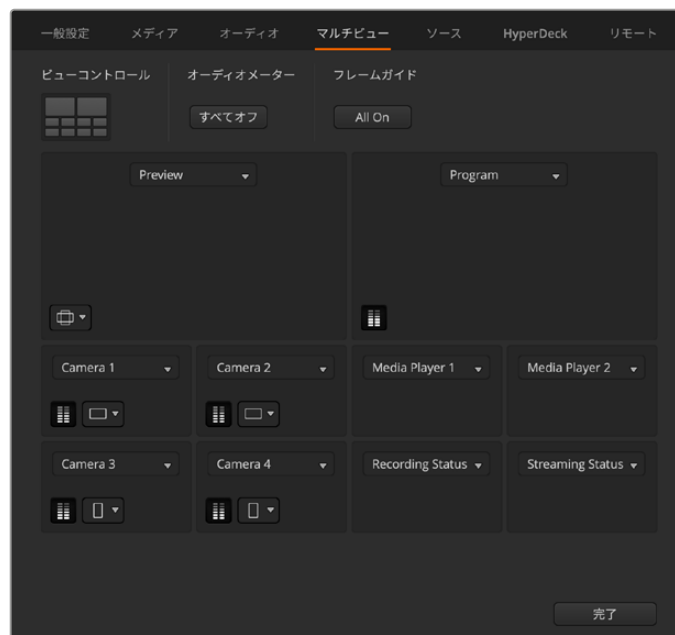 一般設定 メディア オーディオ マルチビュー ソース HyperDeck リモート
ビューコントロール オーディオメーター フレームガイド
すべてオフ All On
Preview Program
Camera 1 Camera 2 Media Player 1 Media Player 2
Camera 3 Camera 4 Recording Status Streaming Status
完了